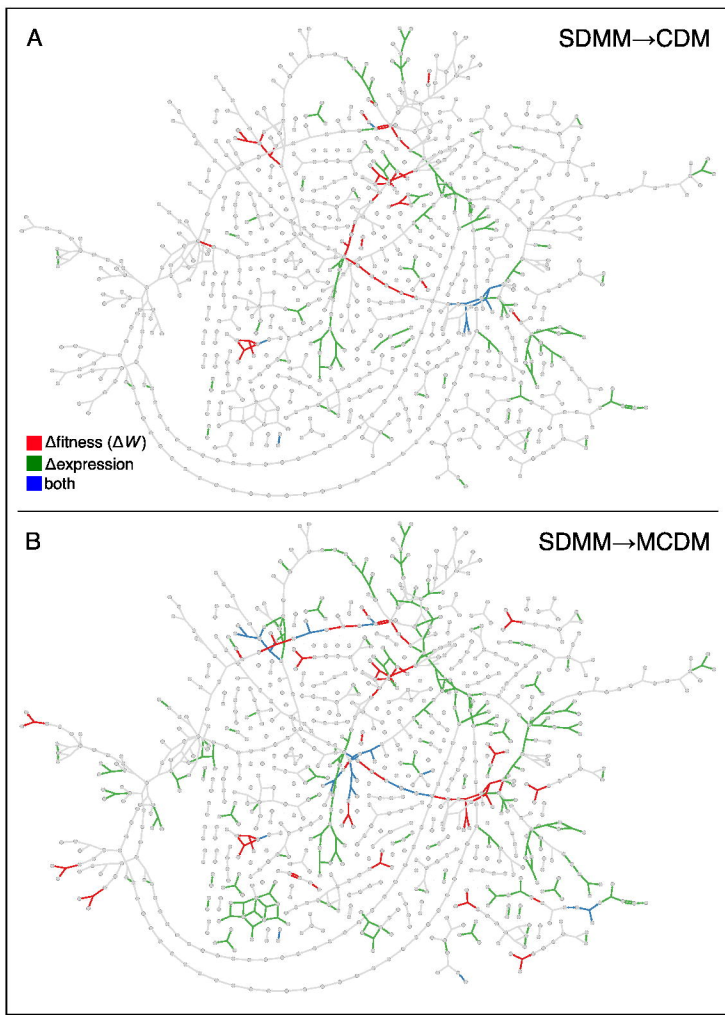 A
SDMM→CDM
Δfitness (ΔW)
Δexpression
both
B
SDMM→MCDM